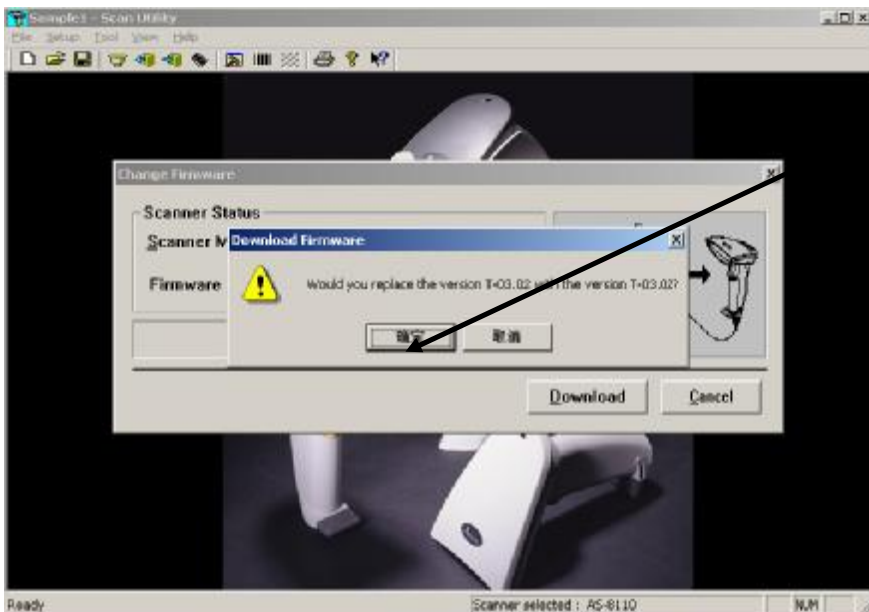 Sample1 - Scan Utility
File Setup Tool View Help
Change Firmware
Scanner Status
Scanner M
Download Firmware
Would you replace the version T-03.02 with the version T-03.02?
Firmware
確定 取消
Download Cancel
Ready Scanner selected : AS-8110 NUM